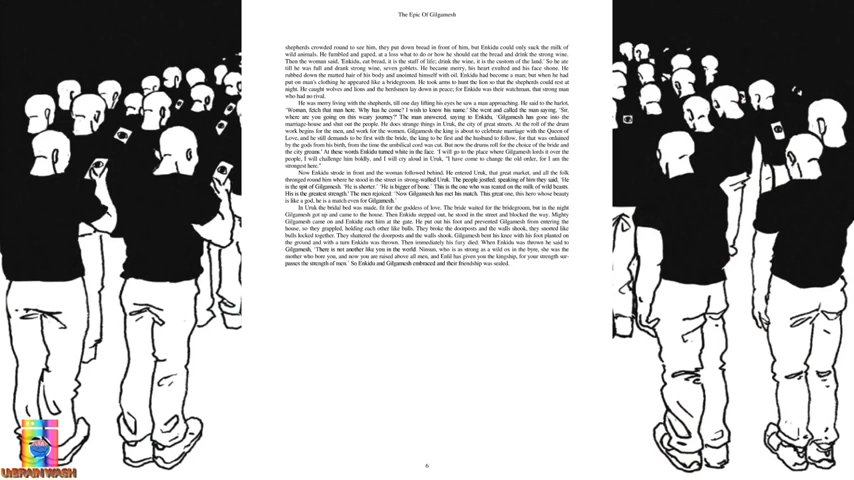 The Epic Of Gilgamesh
shepherds crowded round to see him, they put down bread in front of him, but Enkidu could only suck the milk of
wild animals. He fumbled and gaped, at a loss what to do or how he should eat the bread and drink the strong wine.
Then the woman said, 'Enkidu, eat bread, it is the staff of life; drink the wine, it is the custom of the land.' So he ate
till he was full and drank strong wine, seven goblets. He became merry, his heart exulted and his face shone. He
rubbed down the matted hair of his body and anointed himself with oil. Enkidu had become a man; but when he had
put on man's clothing he appeared like a bridegroom. He took arms to hunt the lion so that the shepherds could rest at
night. He caught wolves and lions and the herdsmen lay down in peace; for Enkidu was their watchman, that strong man
who had no rival.
He was merry living with the shepherds, till one day lifting his eyes he saw a man approaching. He said to the harlot,
'Woman, fetch that man here. Why has he come? I wish to know his name.' She went and called the man saying, 'Sir,
where are you going on this weary journey?' The man answered, saying to Enkidu, 'Gilgamesh has gone into the
marriage-house and shut out the people. He does strange things in Uruk, the city of great streets. At the roll of the drum
work begins for the men, and work for the women. Gilgamesh the king is about to celebrate marriage with the Queen of
Love, and he still demands to be first with the bride, the king to be first and the husband to follow, for that was ordained
by the gods from his birth, from the time the umbilical cord was cut. But now the drums roll for the choice of the bride and
the city groans.' At these words Enkidu turned white in the face. 'I will go to the place where Gilgamesh lords it over the
people, I will challenge him boldly, and I will cry aloud in Uruk, "I have come to change the old order, for I am the
strongest here."
Now Enkidu strode in front and the woman followed behind. He entered Uruk, that great market, and all the folk
thronged round him where he stood in the street in strong-walled Uruk. The people jostled; speaking of him they said, 'He
is the spit of Gilgamesh. 'He is shorter.' 'He is bigger of bone.' This is the one who was reared on the milk of wild beasts.
His is the greatest strength.' The men rejoiced: 'Now Gilgamesh has met his match. This great one, this hero whose beauty
is like a god, he is a match even for Gilgamesh.'
In Uruk the bridal bed was made, fit for the goddess of love. The bride waited for the bridegroom, but in the night
Gilgamesh got up and came to the house. Then Enkidu stepped out, he stood in the street and blocked the way. Mighty
Gilgamesh came on and Enkidu met him at the gate. He put out his foot and prevented Gilgamesh from entering the
house, so they grappled, holding each other like bulls. They broke the doorposts and the walls shook, they snorted like
bulls locked together. They shattered the doorposts and the walls shook. Gilgamesh bent his knee with his foot planted on
the ground and with a turn Enkidu was thrown. Then immediately his fury died. When Enkidu was thrown he said to
Gilgamesh, 'There is not another like you in the world. Ninsun, who is as strong as a wild ox in the byre, she was the
mother who bore you, and now you are raised above all men, and Enlil has given you the kingship, for your strength sur-
passes the strength of men.' So Enkidu and Gilgamesh embraced and their friendship was sealed.
6